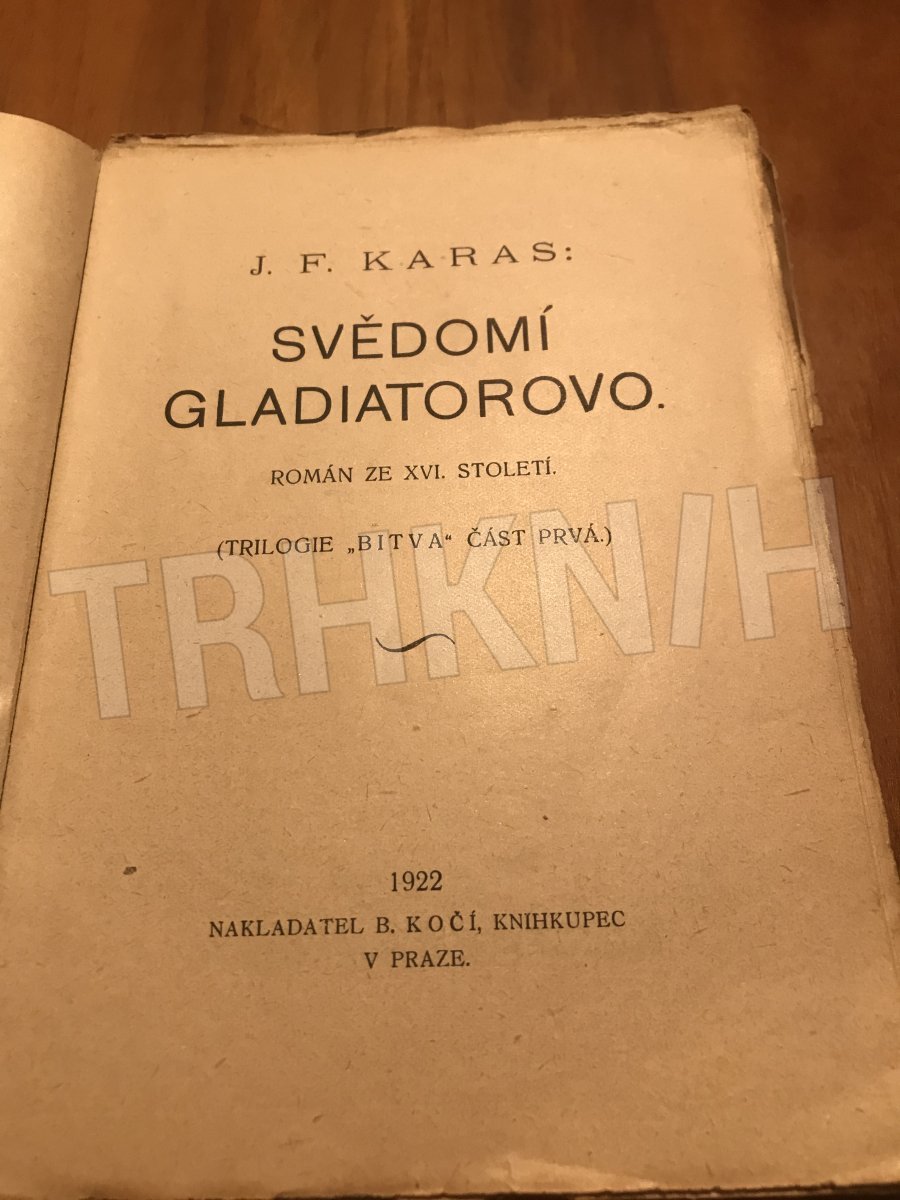 J. F. KARAS:
SVĚDOMÍ
GLADIATOROVO.
ROMÁN ZE XVI. STOLETÍ.
(TRILOGIE „BITVA“ ČÁST PRVÁ.)
TRHKNIH
1922
NAKLADATEL B. KOČÍ, KNIHKUPEC
V PRAZE.